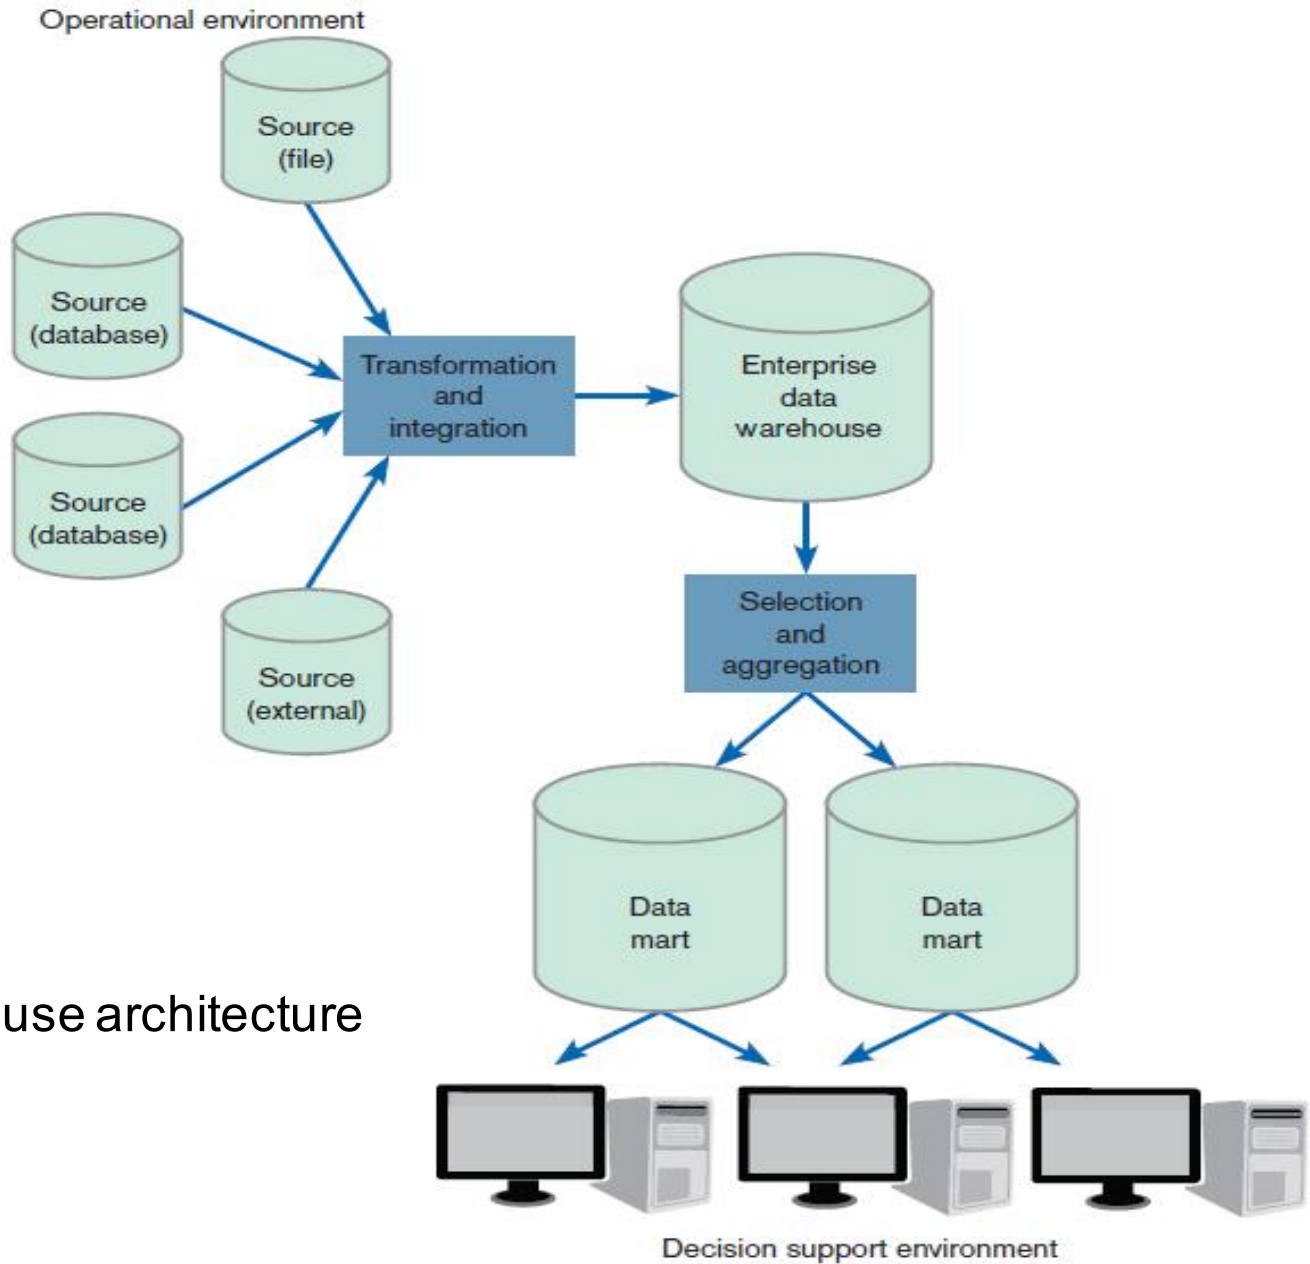 Operational environment
Source
(file)
Source
(database)
Transformation
and
integration
Enterprise
data
warehouse
Source
(database)
Selection
and
aggregation
Source
(external)
Data
mart
Data
mart
use architecture
Decision support environment